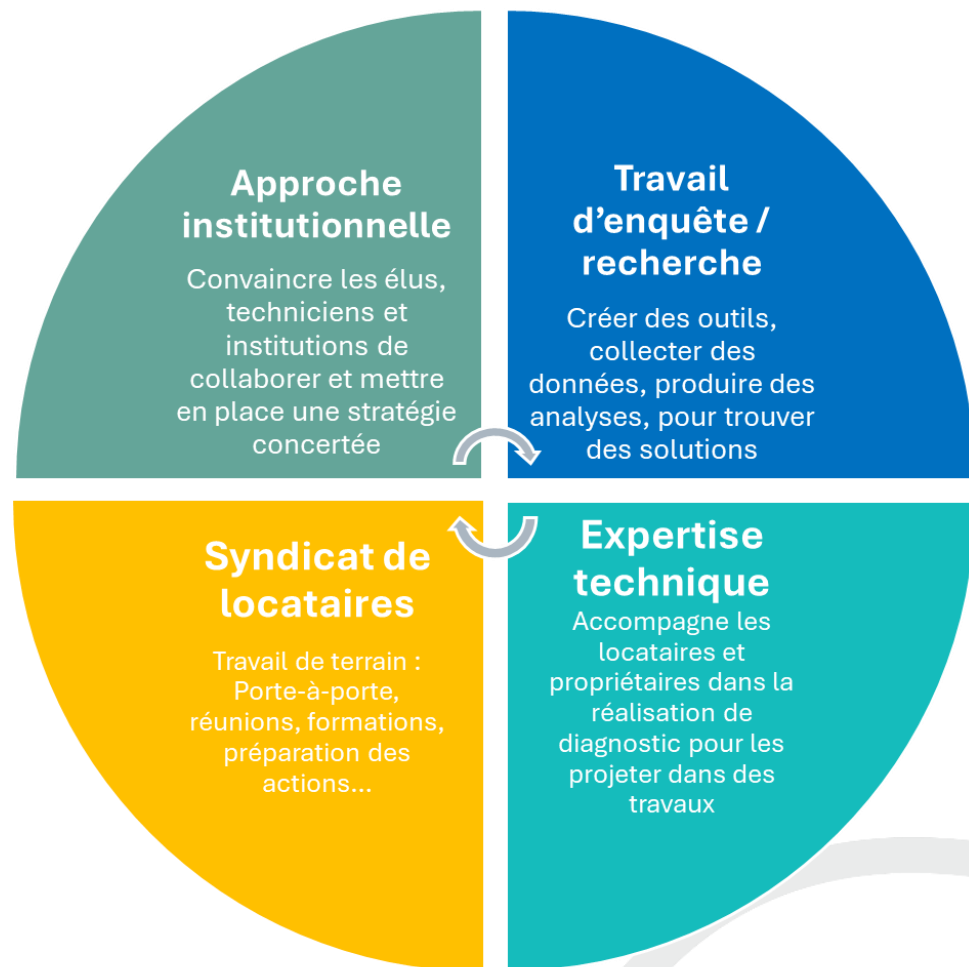 Approche
institutionnelle
Convaincre les élus,
techniciens et
institutions de
collaborer et mettre
en place une stratégie
concertée
Travail
d’enquête /
recherche
Créer des outils,
collecter des
données, produire des
analyses, pour trouver
des solutions
Syndicat de
locataires
Travail de terrain :
Porte-à-porte,
réunions, formations,
préparation des
actions…
Expertise
technique
Accompagne les
locataires et
propriétaires dans la
réalisation de
diagnostic pour les
projeter dans des
travaux